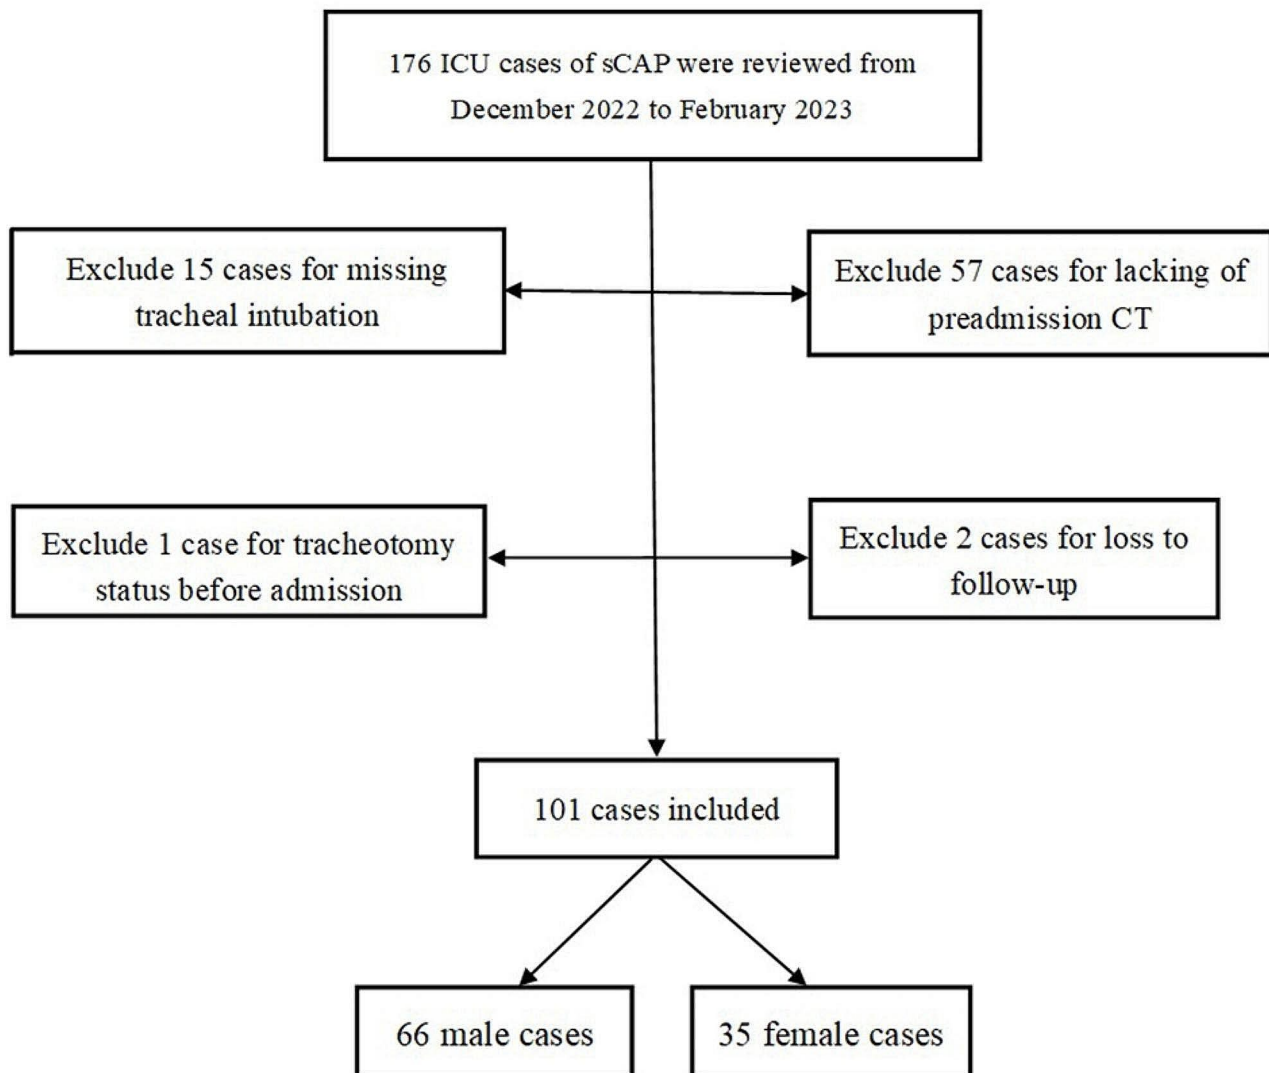 176 ICU cases of sCAP were reviewed from
December 2022 to February 2023
Exclude 15 cases for missing
tracheal intubation
Exclude 57 cases for lacking of
preadmission CT
Exclude 1 case for tracheotomy
status before admission
Exclude 2 cases for loss to
follow-up
101 cases included
66 male cases
35 female cases